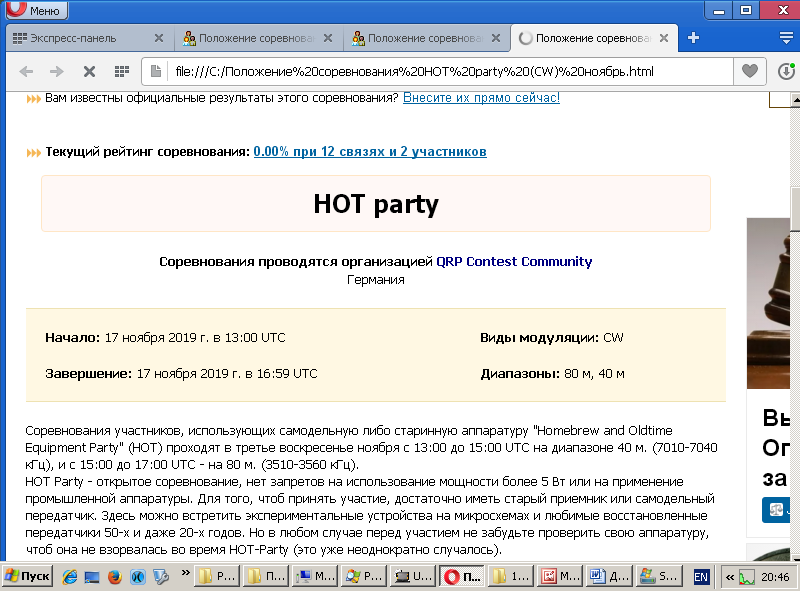 Меню
Экспресс-панель
Положение соревнова
Положение соревнова
Положение соревнова
file:///C:/Положение%20соревнования%20HOT%20party%20(CW)%20ноябрь.html
Вам известны официальные результаты этого соревнования? Внесите их прямо сейчас!
Текущий рейтинг соревнования: 0.00% при 12 связях и 2 участников
HOT party
Соревнования проводятся организацией QRP Contest Community
Германия
Начало: 17 ноября 2019 г. в 13:00 UTC
Виды модуляции: CW
Завершение: 17 ноября 2019 г. в 16:59 UTC
Диапазоны: 80 м, 40 м
Соревнования участников, использующих самодельную либо старинную аппаратуру "Homebrew and Oldtime
Equipment Party" (HOT) проходят в третье воскресенье ноября с 13:00 до 15:00 UTC на диапазоне 40 м. (7010-7040
кГц), и с 15:00 до 17:00 UTC - на 80 м. (3510-3560 кГц).
HOT Party - открытое соревнование, нет запретов на использование мощности более 5 Вт или на применение
промышленной аппаратуры. Для того, чтоб принять участие, достаточно иметь старый приемник или самодельный
передатчик. Здесь можно встретить экспериментальные устройства на микросхемах и любимые восстановленные
передатчики 50-х и даже 20-х годов. Но в любом случае перед участием не забудьте проверить свою аппаратуру,
чтоб она не взорвалась во время HOT-Party (это уже неоднократно случалось).
Вы
Ог
за
Пуск
»
Р...
П...
М...
Р...
U...
П...
1...
М...
Д...
S...
EN
«
20:46